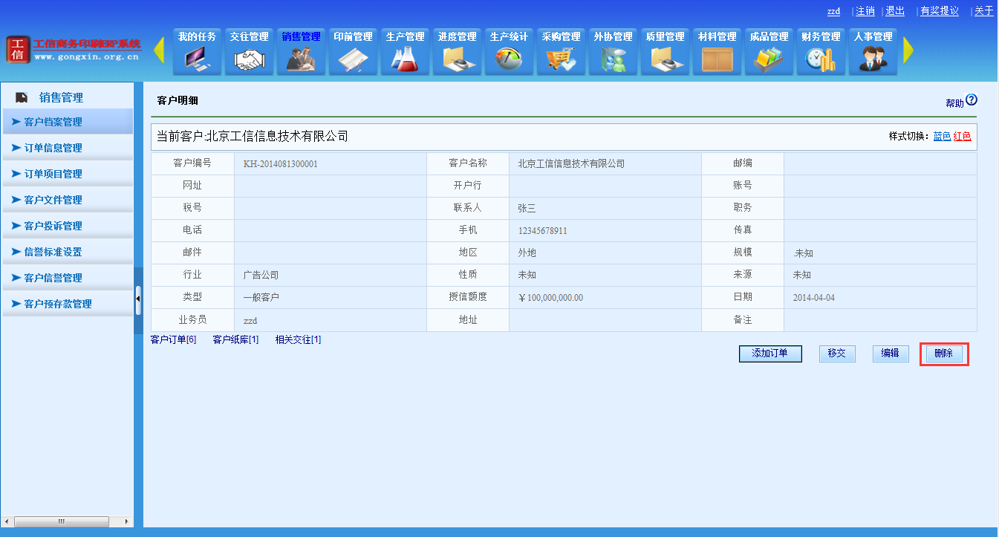 zzd |注销 |退出 |有奖提议 |关于
工信 工信商务印刷ERP系统
www.gongxin.org.cn
我的任务 交往管理 销售管理 印前管理 生产管理 进度管理 生产统计 采购管理 外协管理 质量管理 材料管理 成品管理 财务管理 人事管理
销售管理
客户档案管理
订单信息管理
订单项目管理
客户文件管理
客户投诉管理
信誉标准设置
客户信誉管理
客户预存款管理
客户明细
帮助
当前客户:北京工信信息技术有限公司 样式切换：蓝色 红色
客户编号 KH-2014081300001 客户名称 北京工信信息技术有限公司 邮编
网址 开户行 账号
税号 联系人 张三 职务
电话 手机 12345678911 传真
邮件 地区 外地 规模 .未知
行业 广告公司 性质 未知 来源 未知
类型 一般客户 授信额度 ￥100,000,000.00 日期 2014-04-04
业务员 zzd 地址 备注
客户订单[6] 客户纸库[1] 相关交往[1]
添加订单 移交 编辑 删除